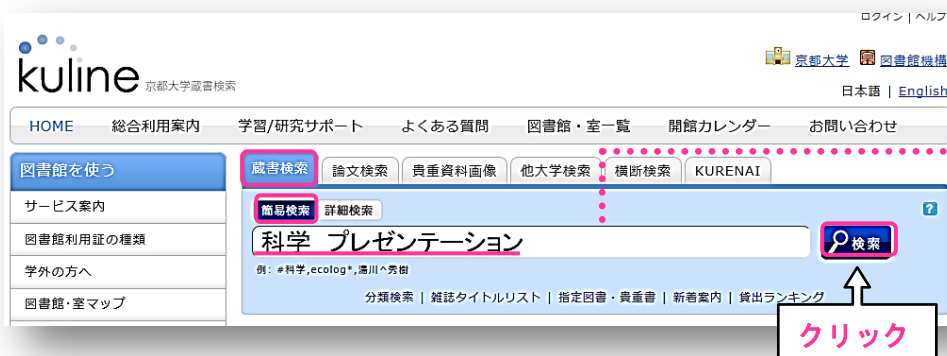 ログイン | ヘルプ
kuline 京都大学蔵書検索
京都大学 図書館機構
日本語 | English
HOME 総合利用案内 学習/研究サポート よくある質問 図書館・室一覧 開館カレンダー お問い合わせ
図書館を使う
サービス案内
図書館利用証の種類
学外の方へ
図書館・室マップ
蔵書検索 論文検索 貴重資料画像 他大学検索 横断検索 KURENAI
簡易検索 詳細検索
?
科学 プレゼンテーション
検索
例: #科学,ecolog*,湯川^秀樹
分類検索 | 雑誌タイトルリスト | 指定図書・貴重書 | 新着案内 | 貸出ランキング
クリック